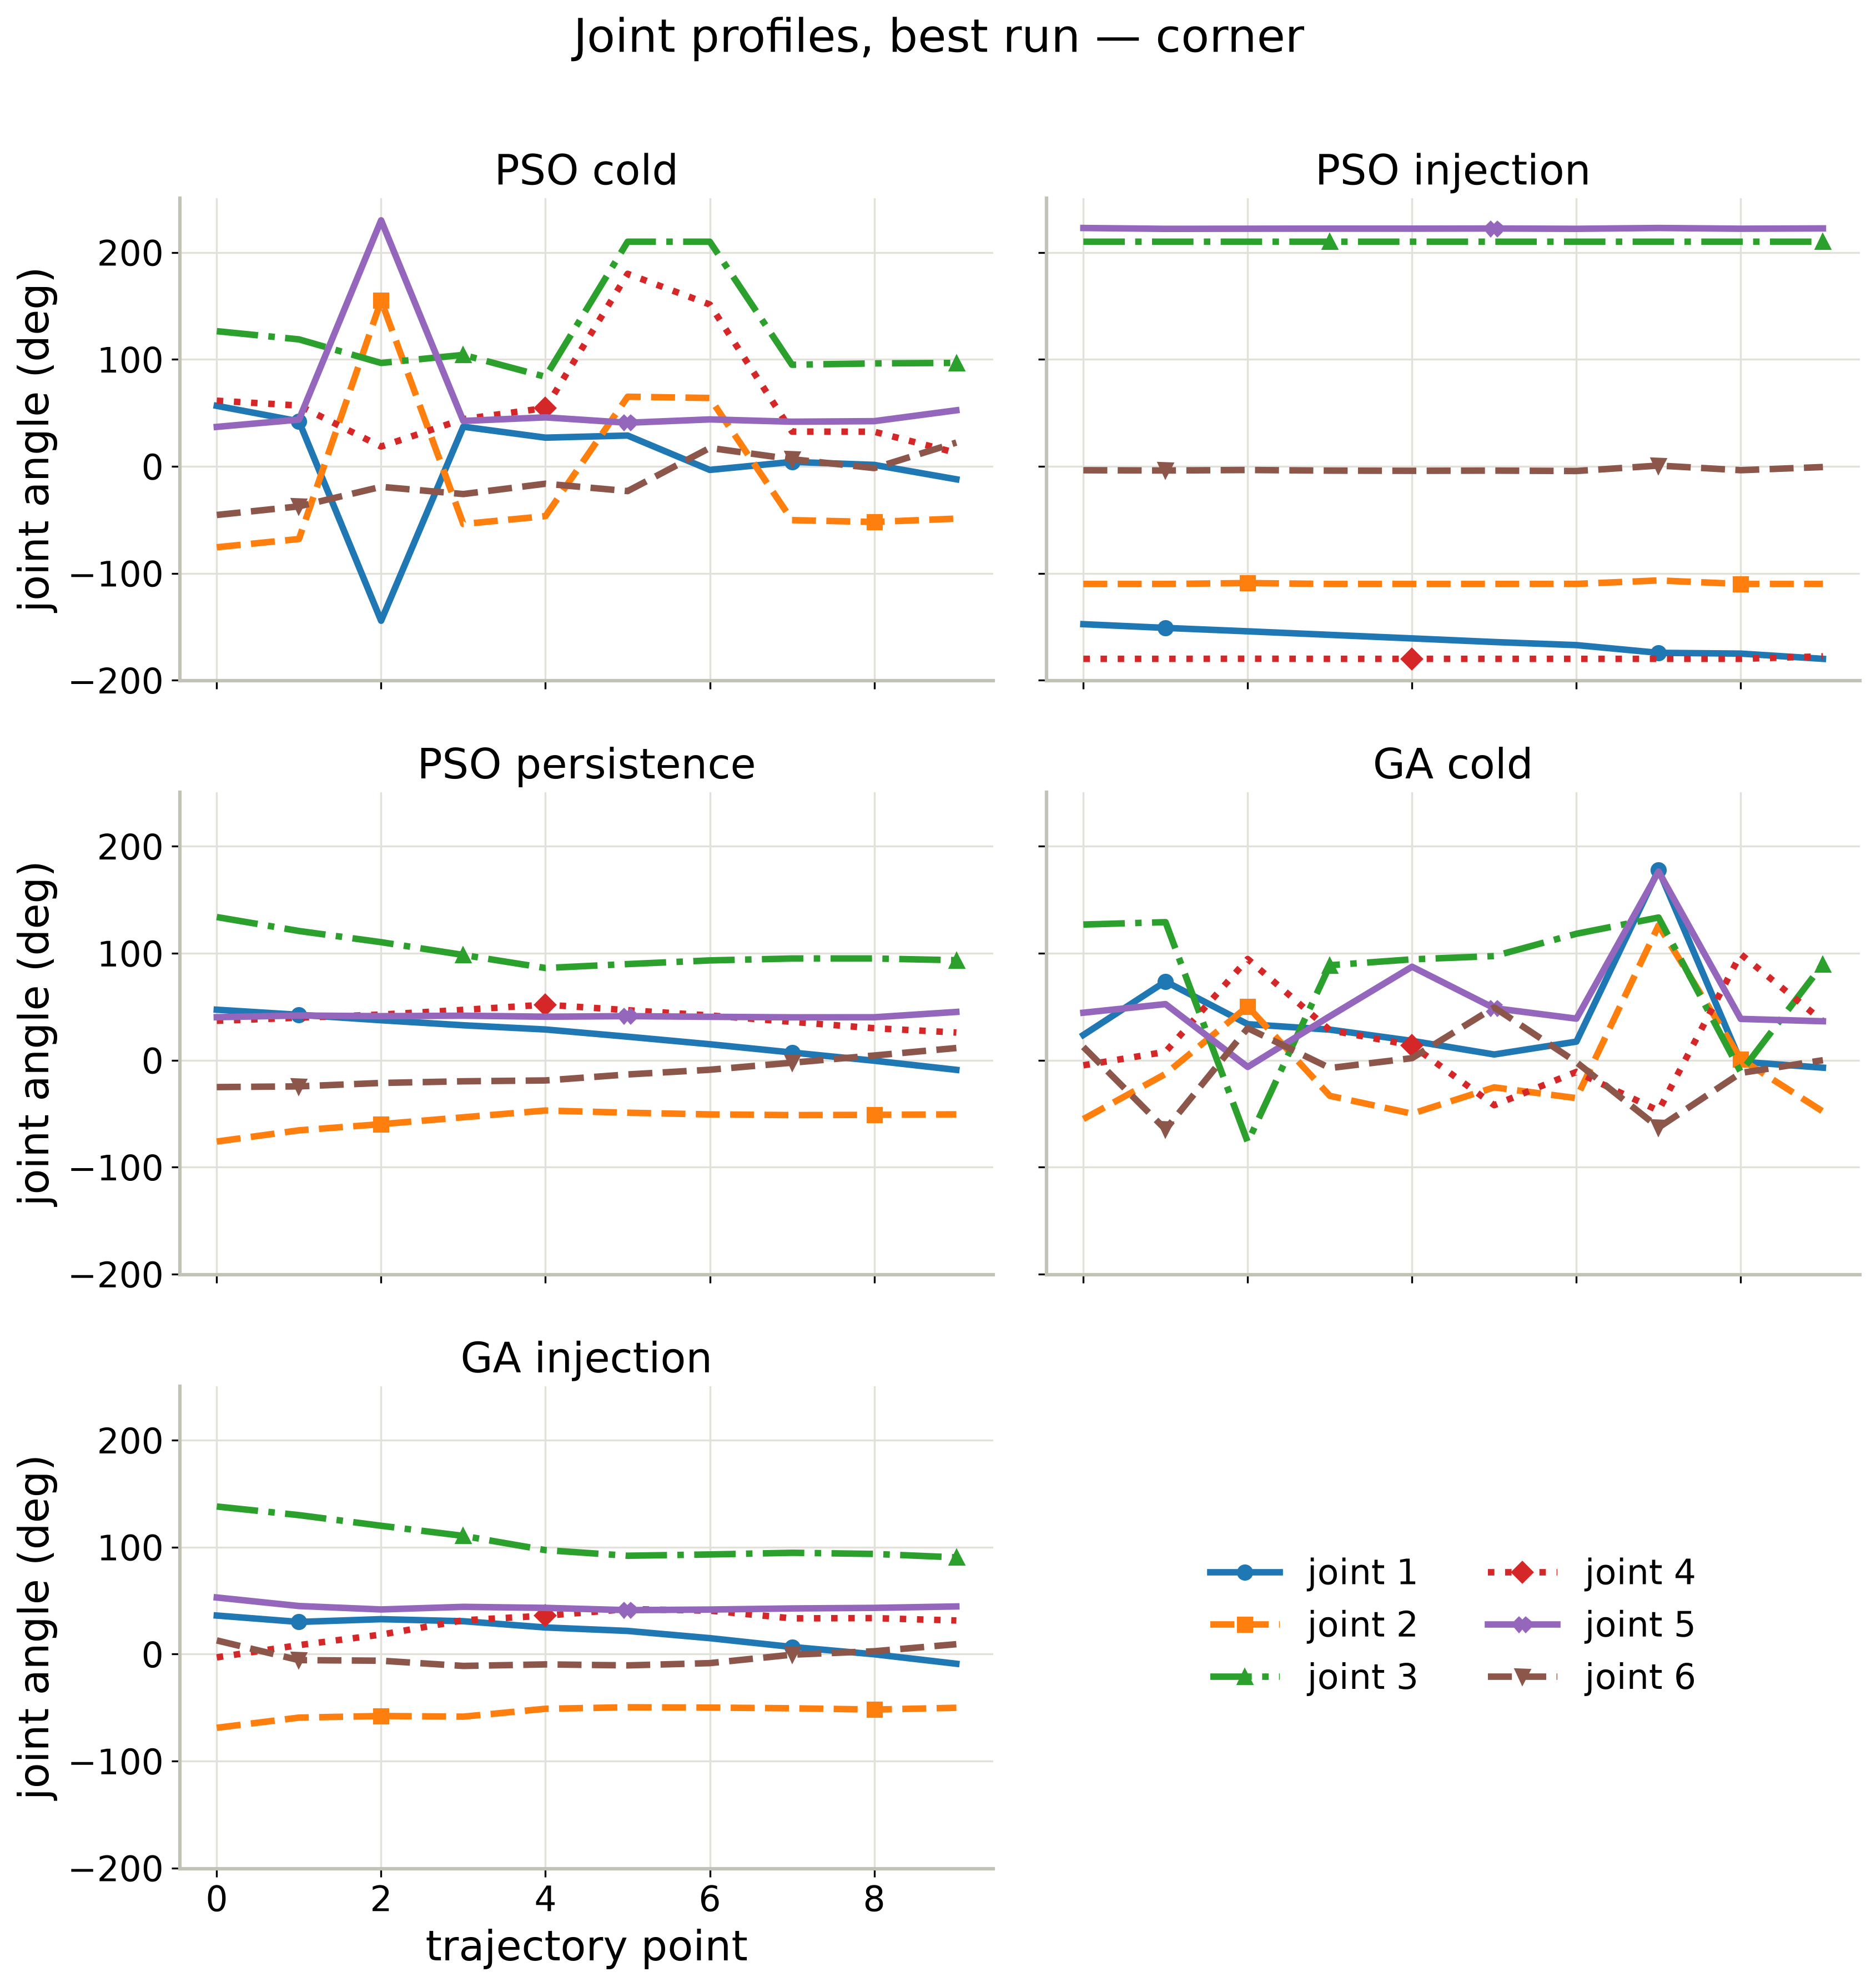 Joint profiles, best run — corner
PSO cold
PSO injection
joint angle (deg)
200
100
0
−100
−200
PSO persistence
GA cold
joint angle (deg)
200
100
0
−100
−200
GA injection
joint angle (deg)
200
100
0
−100
−200
0 2 4 6 8
trajectory point
joint 1
joint 2
joint 3
joint 4
joint 5
joint 6